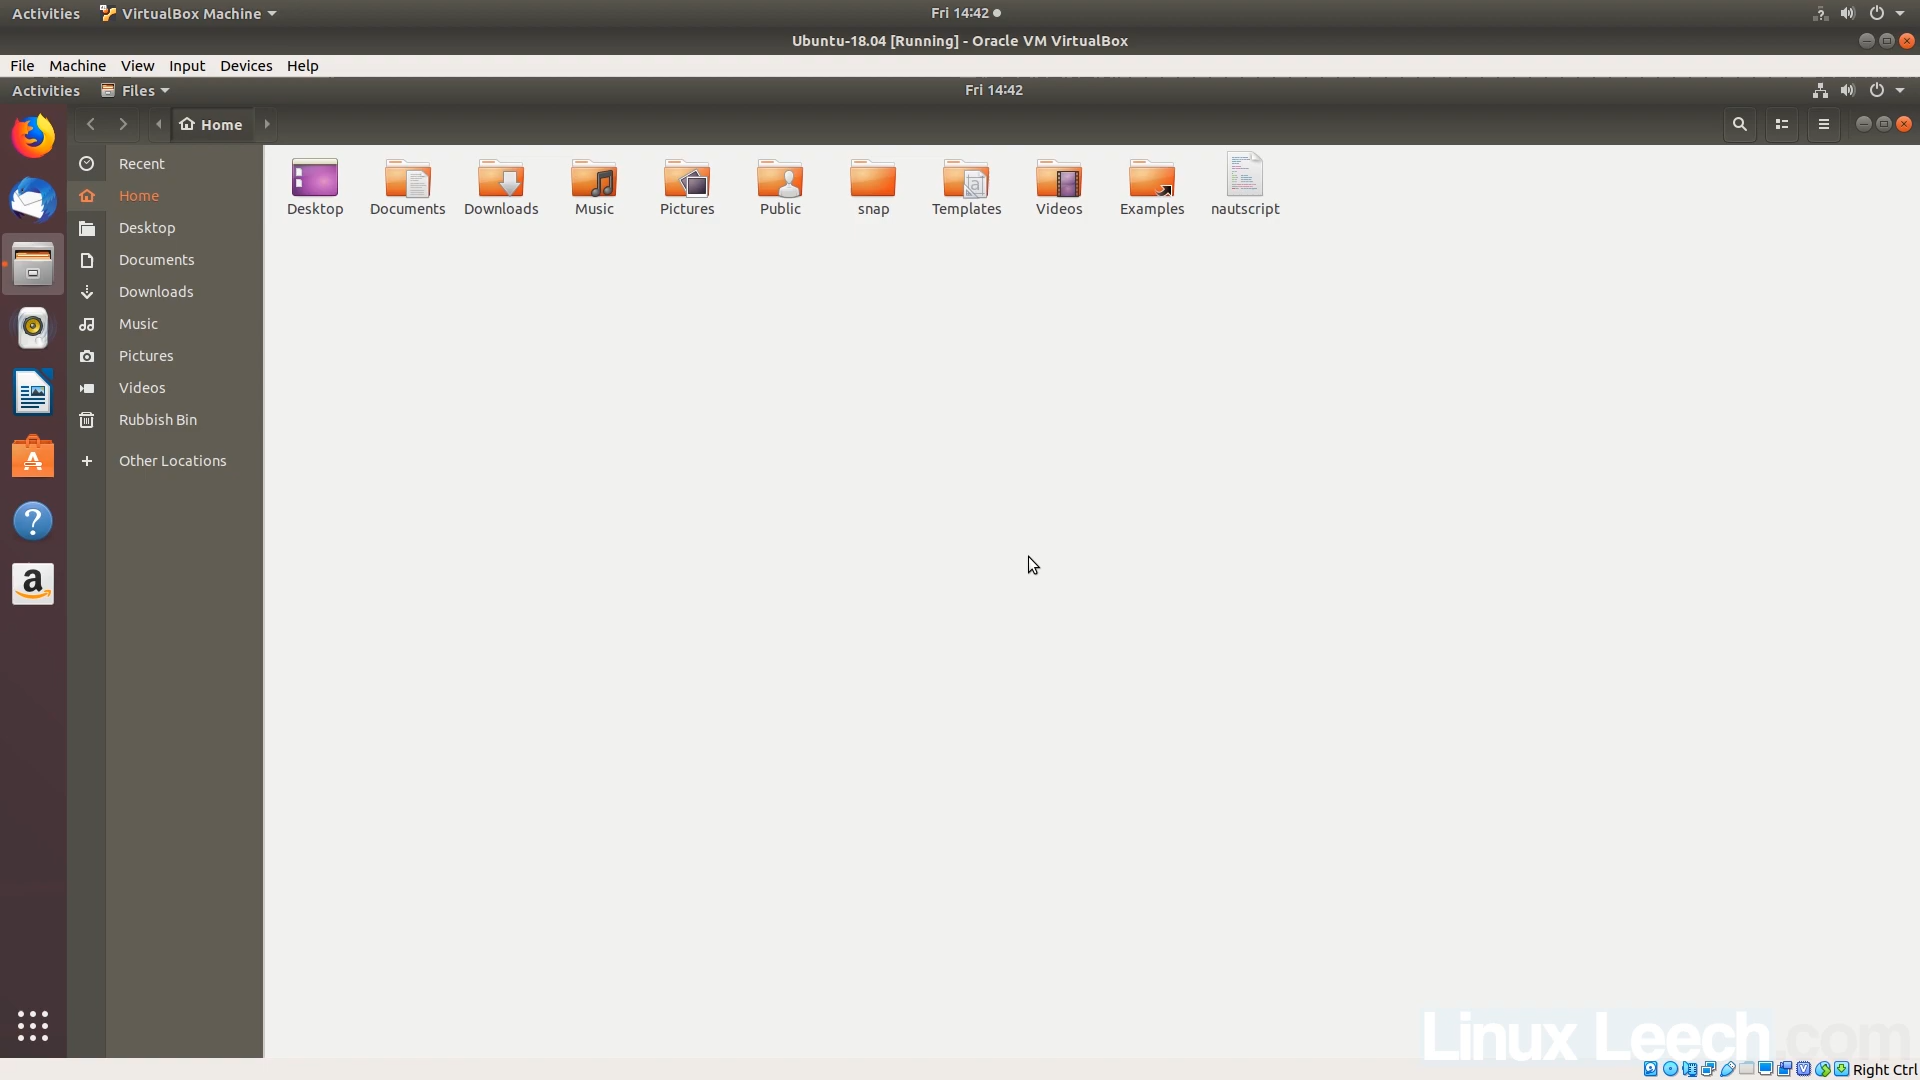 Activities VirtualBox Machine Fri 14:42
Ubuntu-18.04 [Running] - Oracle VM VirtualBox
File Machine View Input Devices Help
Activities Files Fri 14:42
Home
Recent
Home
Desktop
Documents
Downloads
Music
Pictures
Videos
Rubbish Bin
Other Locations
Desktop Documents Downloads Music Pictures Public snap Templates Videos Examples nautscript
Linux Leech.com
Right Ctrl